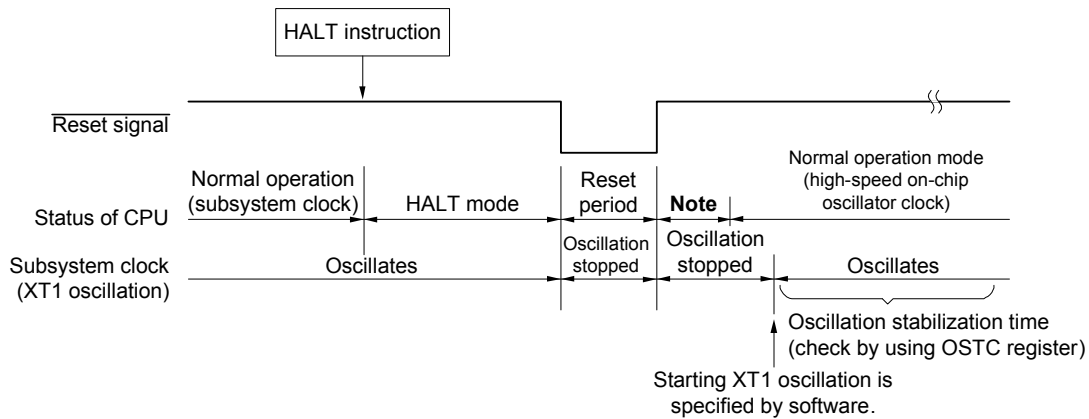 HALT instruction
Reset signal
Status of CPU
Normal operation
(subsystem clock)
HALT mode
Reset
period
Note
Normal operation mode
(high-speed on-chip
oscillator clock)
Subsystem clock
(XT1 oscillation)
Oscillates
Oscillation
stopped
Oscillation
stopped
Oscillates
Oscillation stabilization time
(check by using OSTC register)
Starting XT1 oscillation is
specified by software.